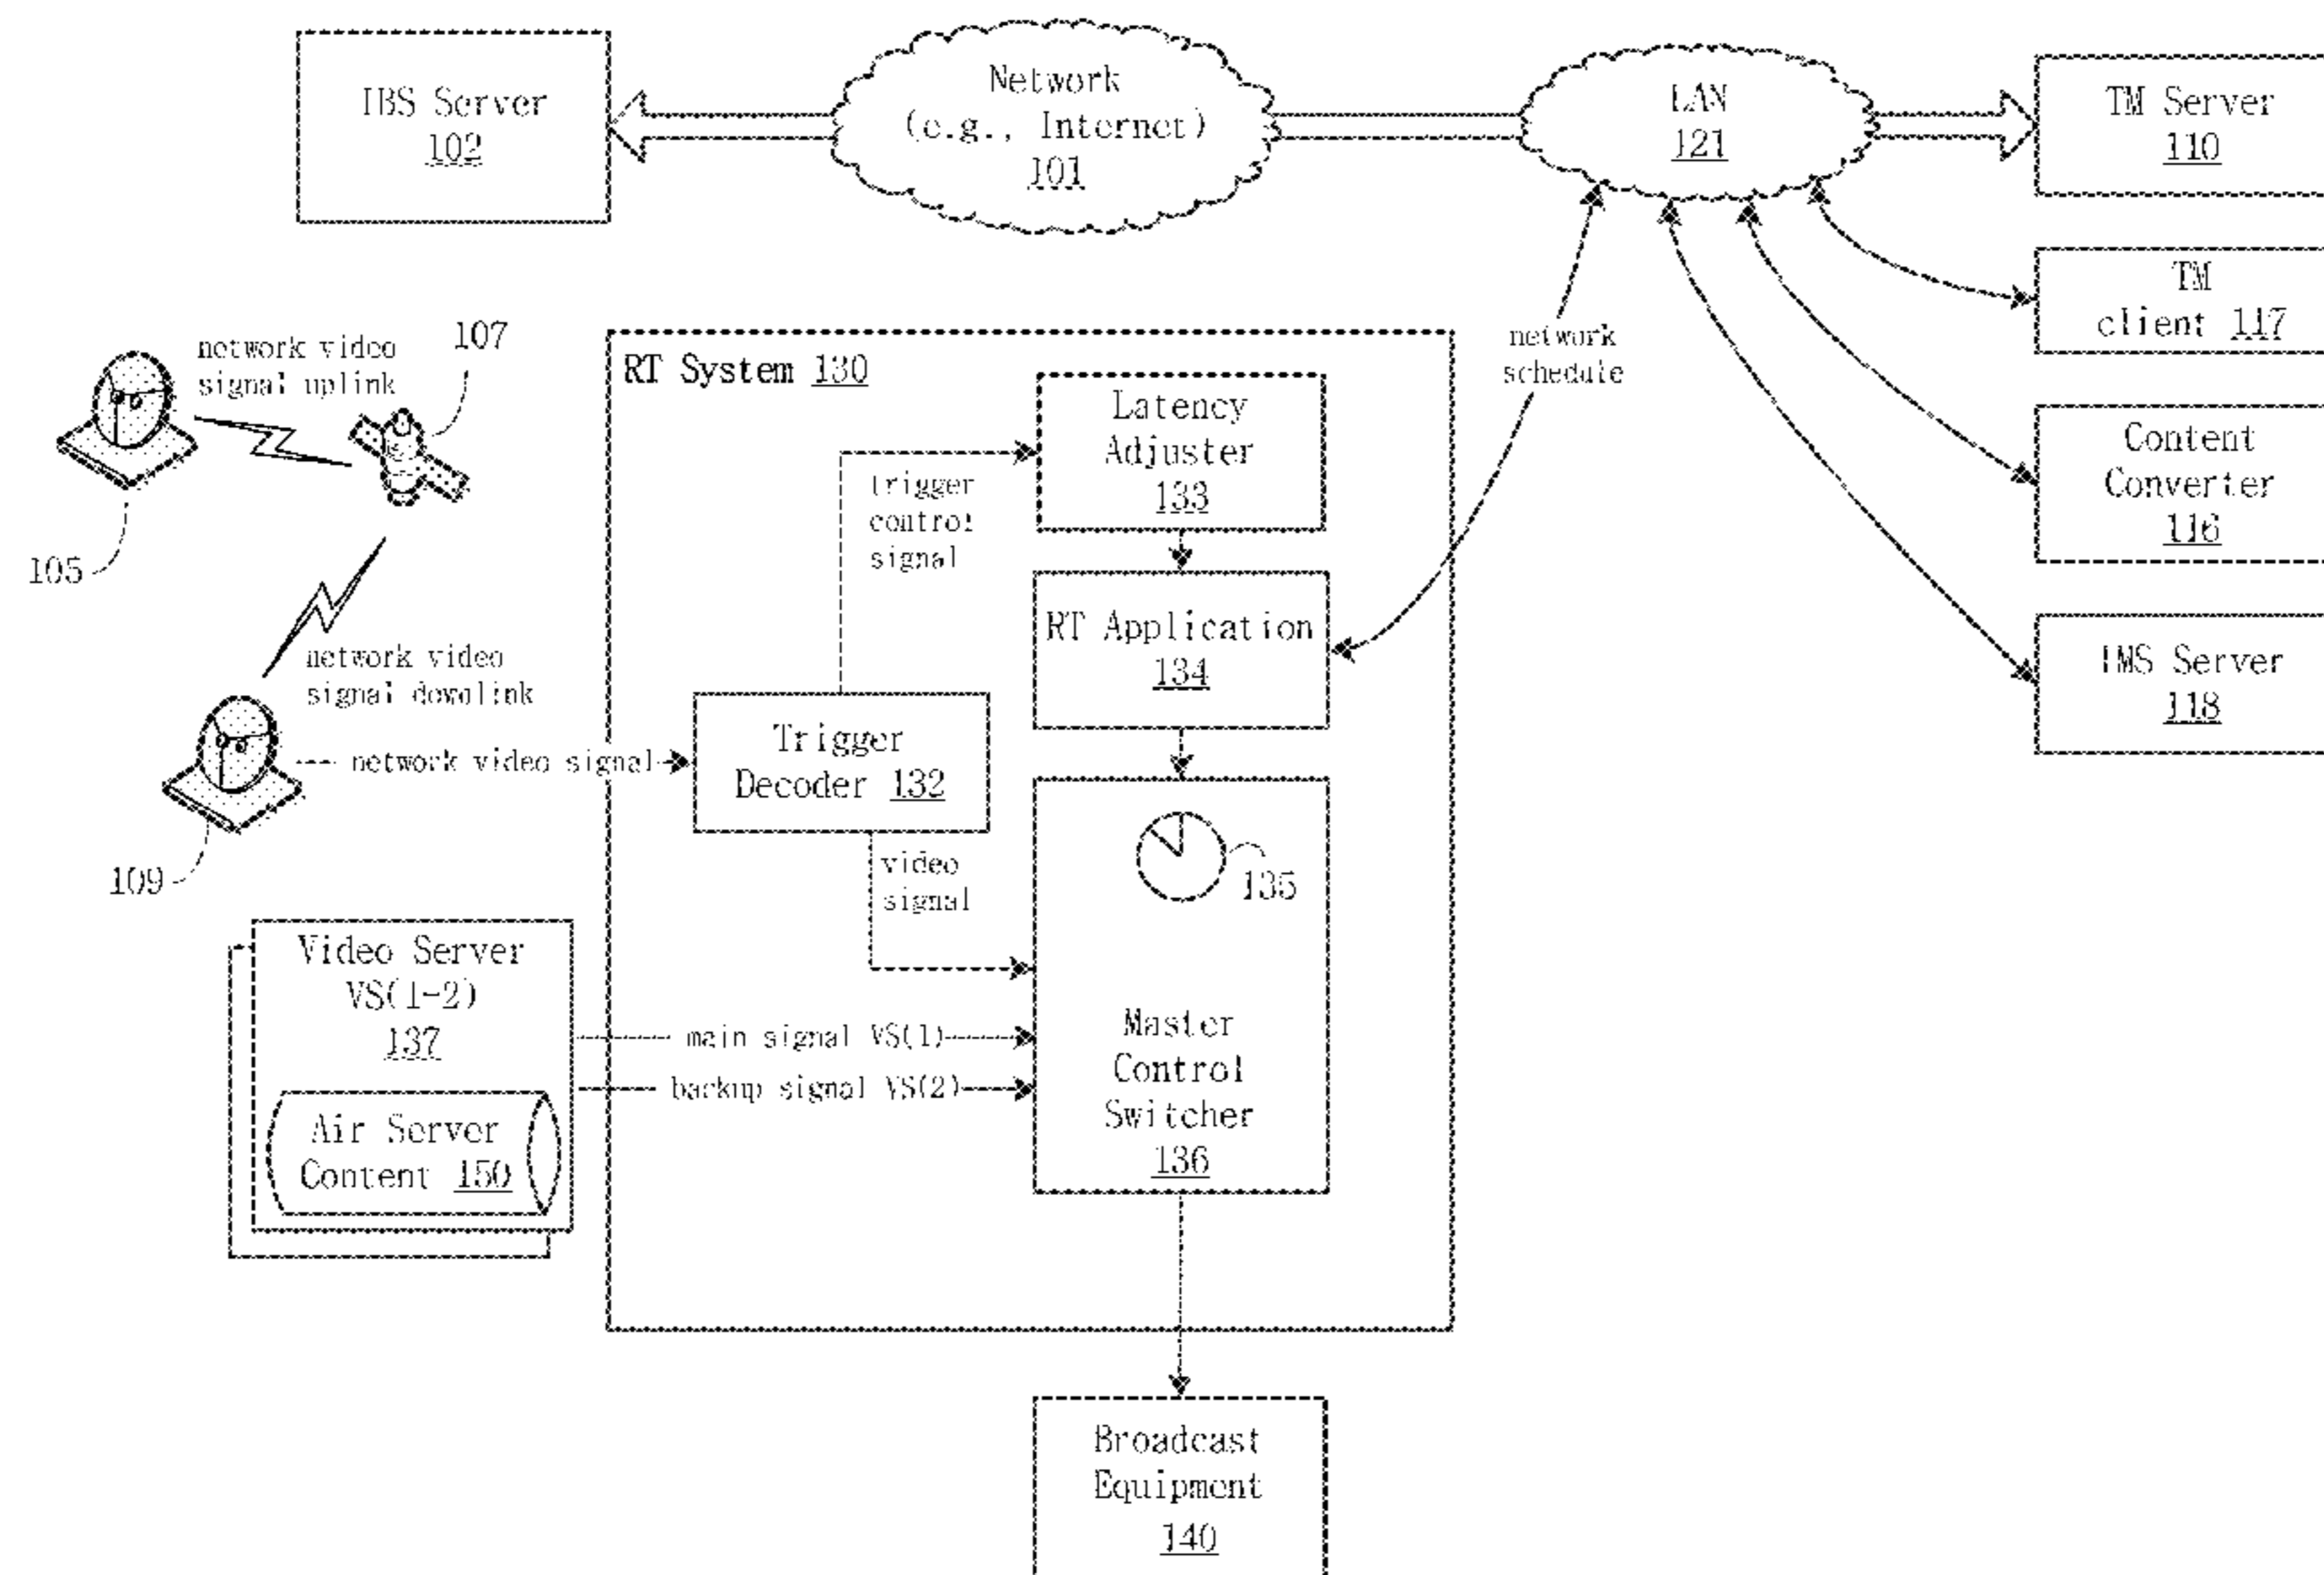 IBS Server
102
Network
(e.g., Internet)
101
LAN
121
TM Server
110
TM
client 117
Content
Converter
116
IMS Server
118
network
schedule
network video
signal uplink
107
105
network video
signal downlink
109
network video signal
RT System 130
Latency
Adjuster
133
trigger
control
signal
RT Application
134
Trigger
Decoder 132
video
signal
135
Master
Control
Switcher
136
Video Server
VS(1-2)
137
Air Server
Content 150
main signal VS(1)
backup signal VS(2)
Broadcast
Equipment
140